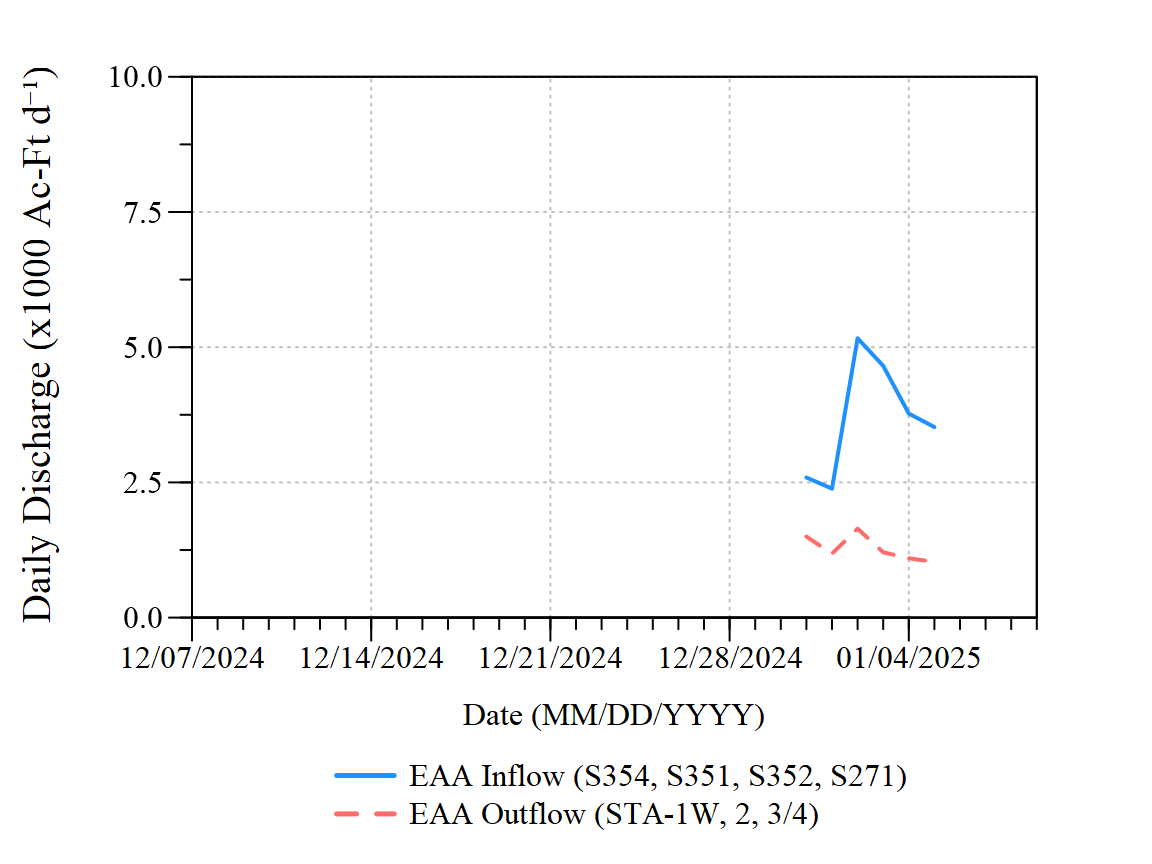 Daily Discharge (x1000 Ac-Ft d⁻¹)
10.0
7.5
5.0
2.5
0.0
12/07/2024 12/14/2024 12/21/2024 12/28/2024 01/04/2025
Date (MM/DD/YYYY)
EAA Inflow (S354, S351, S352, S271)
EAA Outflow (STA-1W, 2, 3/4)